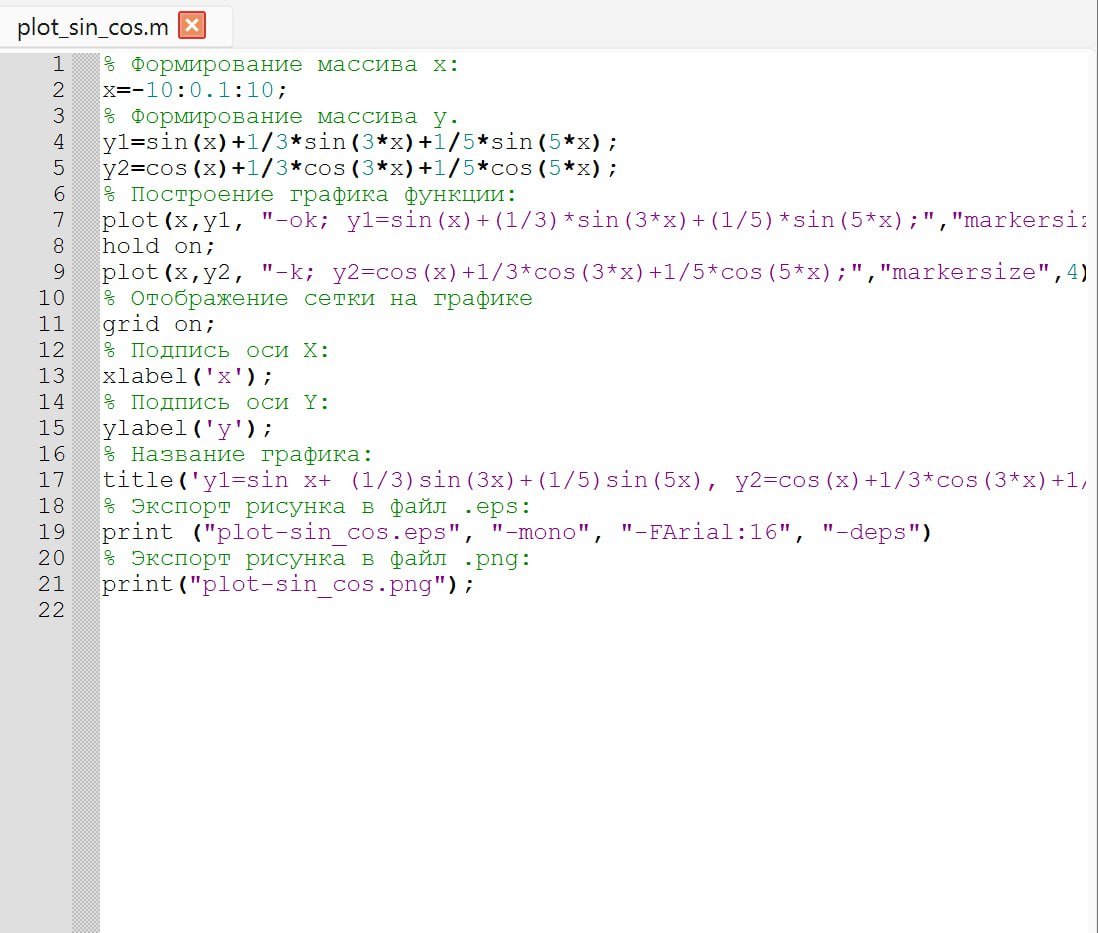 plot_sin_cos.m
1 % Формирование массива x:
2 x=-10:0.1:10;
3 % Формирование массива y.
4 y1=sin(x)+1/3*sin(3*x)+1/5*sin(5*x);
5 y2=cos(x)+1/3*cos(3*x)+1/5*cos(5*x);
6 % Построение графика функции:
7 plot(x,y1, "-ok; y1=sin(x)+(1/3)*sin(3*x)+(1/5)*sin(5*x);","markersiz
8 hold on;
9 plot(x,y2, "-k; y2=cos(x)+1/3*cos(3*x)+1/5*cos(5*x);","markersize",4)
10 % Отображение сетки на графике
11 grid on;
12 % Подпись оси X:
13 xlabel('x');
14 % Подпись оси Y:
15 ylabel('y');
16 % Название графика:
17 title('y1=sin x+ (1/3)sin(3x)+(1/5)sin(5x), y2=cos(x)+1/3*cos(3*x)+1/
18 % Экспорт рисунка в файл .eps:
19 print ("plot-sin_cos.eps", "-mono", "-FArial:16", "-deps")
20 % Экспорт рисунка в файл .png:
21 print("plot-sin_cos.png");
22